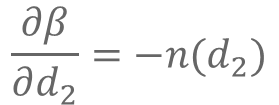 ∂β/∂d₂ = −n(d₂)